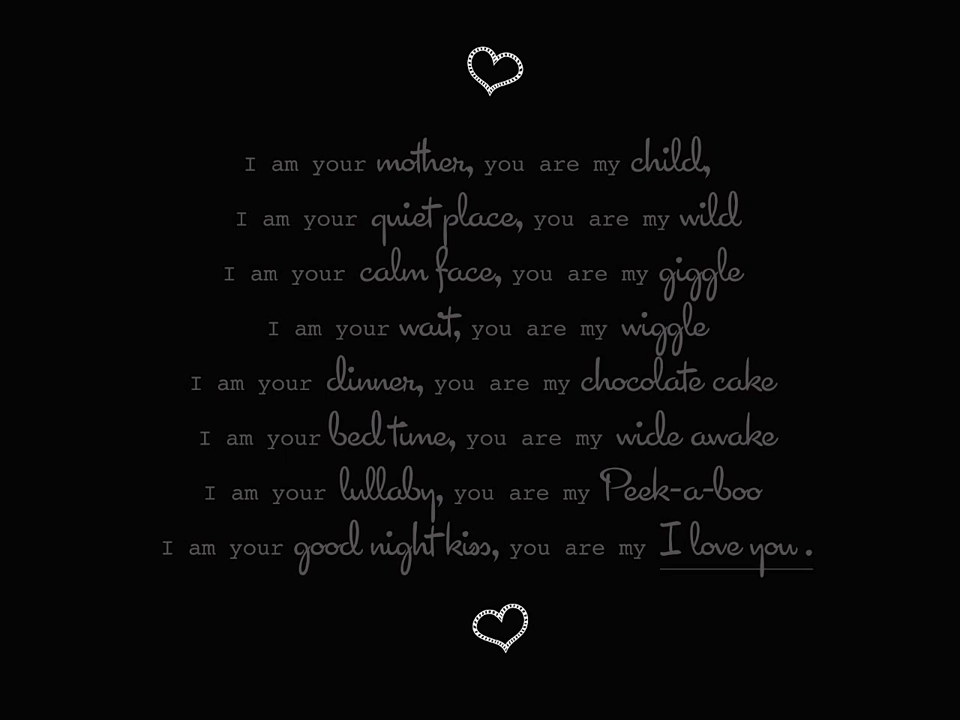 I am your mother, you are my child,
I am your quiet place, you are my wild
I am your calm face, you are my giggle
I am your wait, you are my wiggle
I am your dinner, you are my chocolate cake
I am your bed time, you are my wide awake
I am your lullaby, you are my Peek-a-boo
I am your good night kiss, you are my I love you .